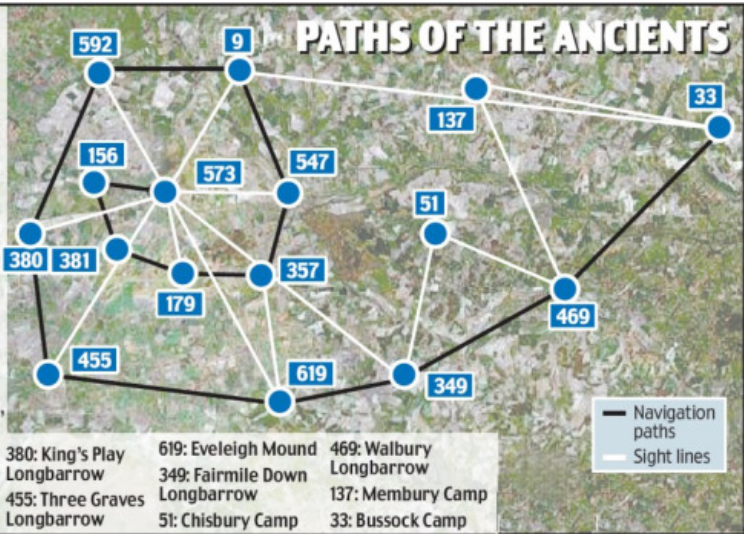 PATHS OF THE ANCIENTS
592
9
137
33
156
573
547
51
380
381
179
357
469
455
619
349
Navigation
paths
Sight lines
380: King's Play
Longbarrow
455: Three Graves
Longbarrow
619: Eveleigh Mound
349: Fairmile Down
Longbarrow
51: Chisbury Camp
469: Walbury
Longbarrow
137: Membury Camp
33: Bussock Camp